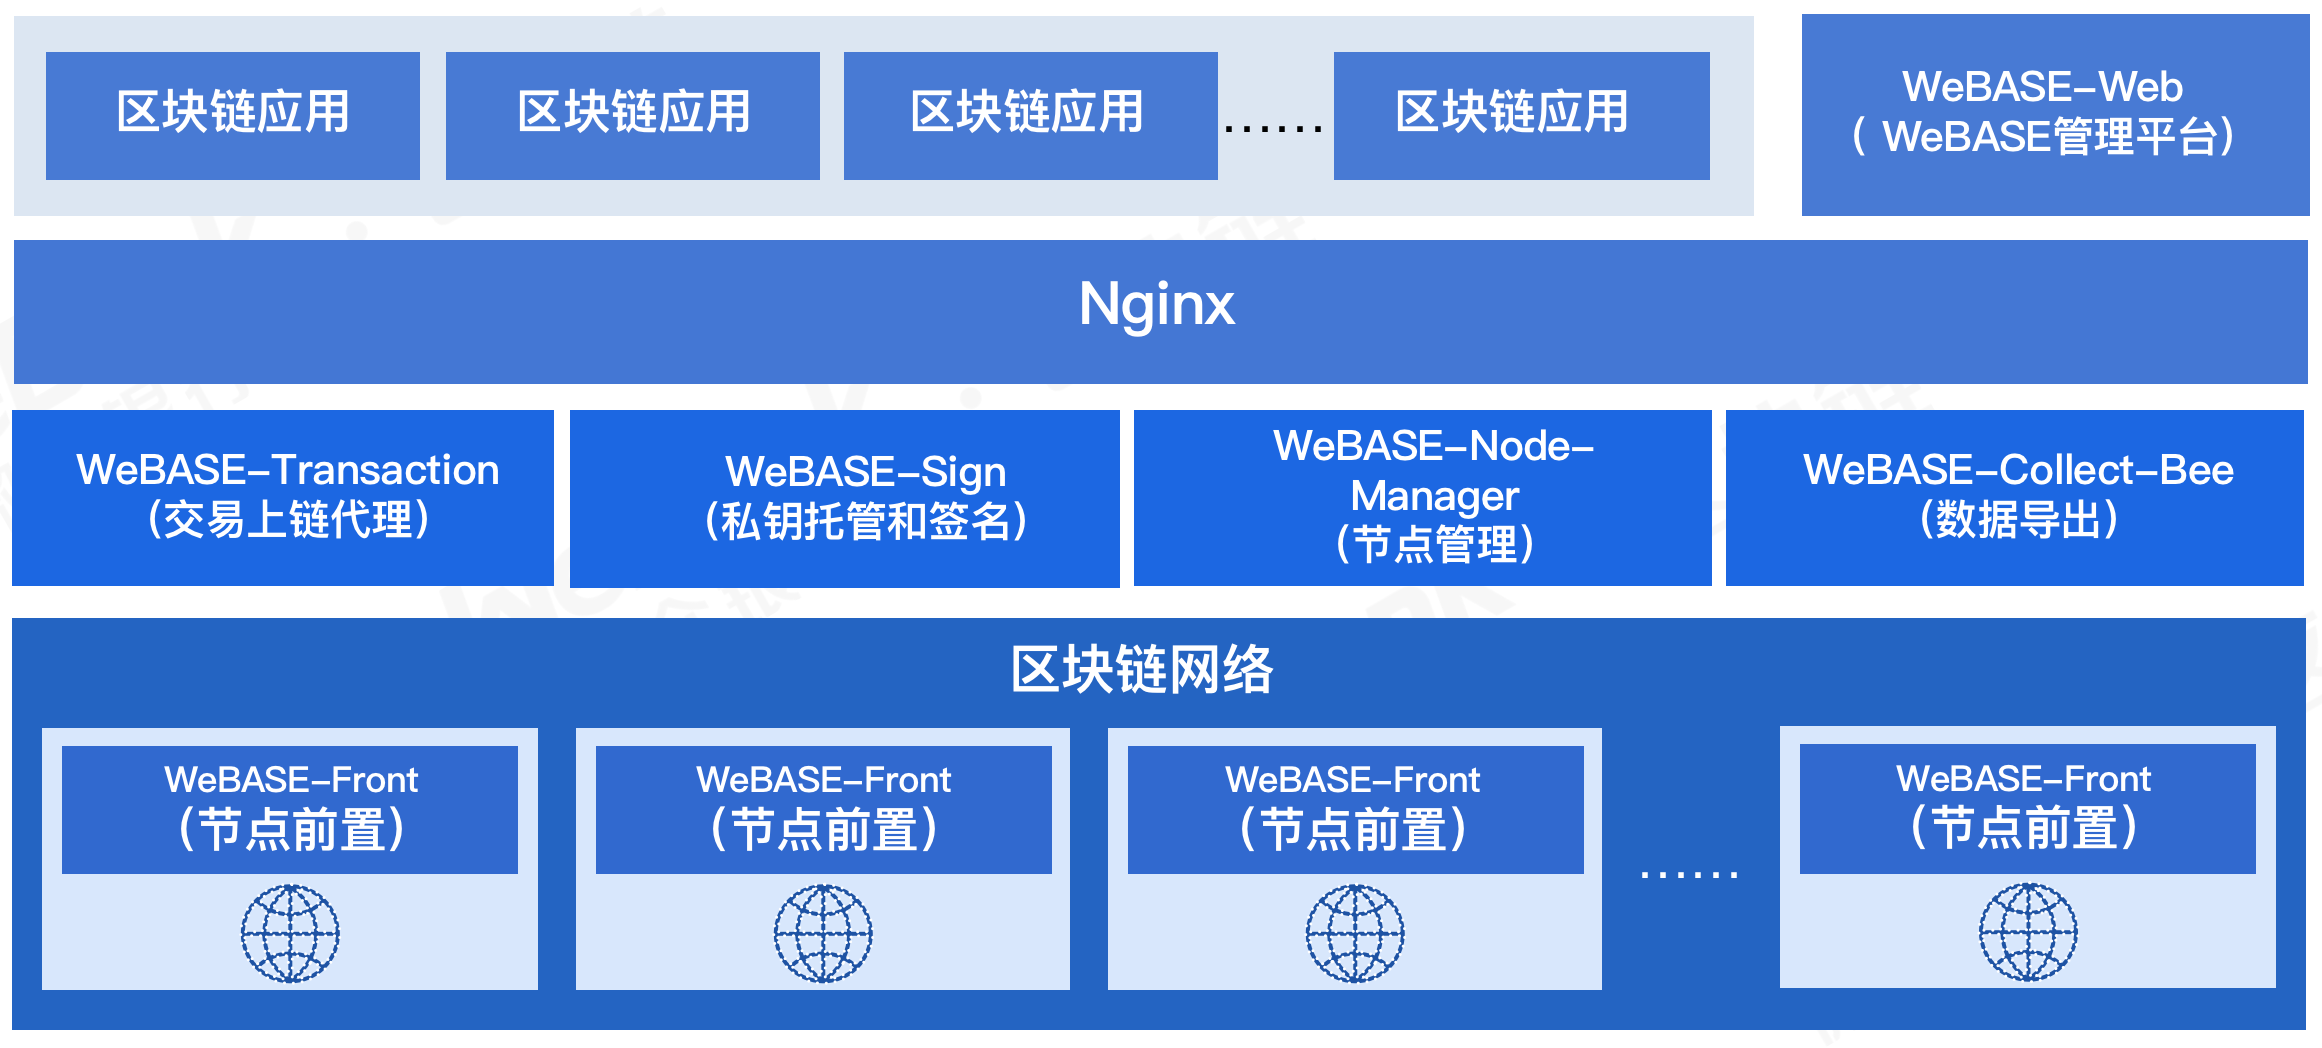 区块链应用
区块链应用
区块链应用
......
区块链应用
WeBASE-Web
( WeBASE管理平台)
Nginx
WeBASE-Transaction
(交易上链代理)
WeBASE-Sign
(私钥托管和签名)
WeBASE-Node-
Manager
(节点管理)
WeBASE-Collect-Bee
(数据导出)
区块链网络
WeBASE-Front
(节点前置)
WeBASE-Front
(节点前置)
WeBASE-Front
(节点前置)
......
WeBASE-Front
(节点前置)